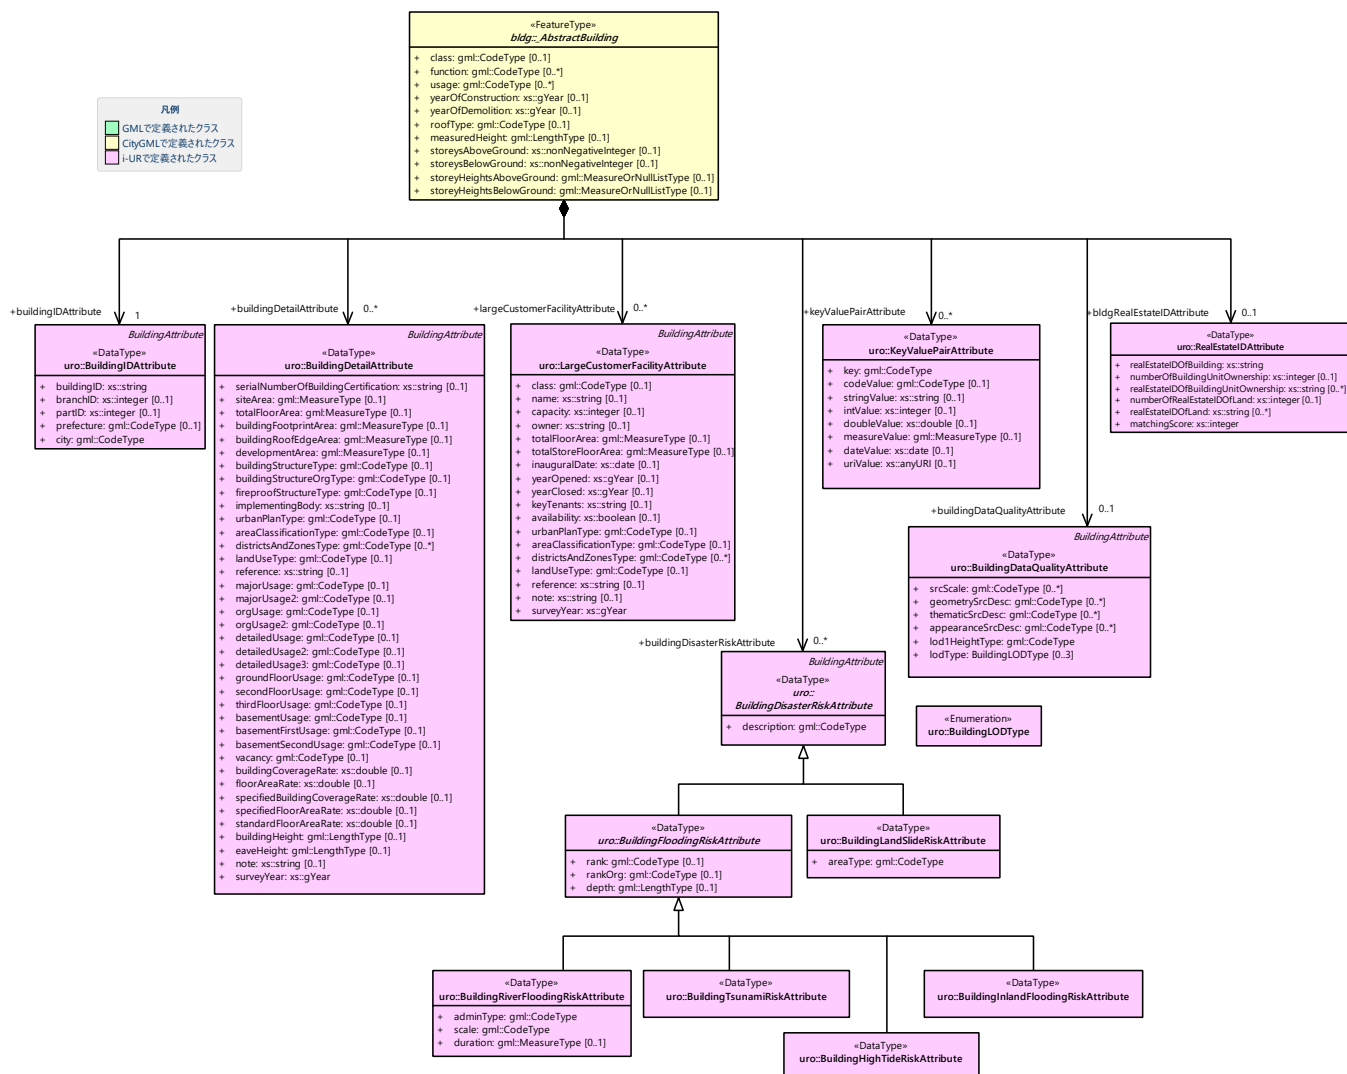 «FeatureType»
bldg::_AbstractBuilding
+ class: gml::CodeType [0..1]
+ function: gml::CodeType [0..*]
+ usage: gml::CodeType [0..*]
+ yearOfConstruction: xs::gYear [0..1]
+ yearOfDemolition: xs::gYear [0..1]
+ roofType: gml::CodeType [0..1]
+ measuredHeight: gml::LengthType [0..1]
+ storeysAboveGround: xs::nonNegativeInteger [0..1]
+ storeysBelowGround: xs::nonNegativeInteger [0..1]
+ storeyHeightsAboveGround: gml::MeasureOrNullListType [0..1]
+ storeyHeightsBelowGround: gml::MeasureOrNullListType [0..1]
凡例
GMLで定義されたクラス
CityGMLで定義されたクラス
i-URで定義されたクラス
+buildingIDAttribute
1
BuildingAttribute
«DataType»
uro::BuildingIDAttribute
+ buildingID: xs::string
+ branchID: xs::integer [0..1]
+ partID: xs::integer [0..1]
+ prefecture: gml::CodeType [0..1]
+ city: gml::CodeType
+buildingDetailAttribute
0..*
BuildingAttribute
«DataType»
uro::BuildingDetailAttribute
+ serialNumberOfBuildingCertification: xs::string [0..1]
+ siteArea: gml::MeasureType [0..1]
+ totalFloorArea: gml:MeasureType [0..1]
+ buildingFootprintArea: gml::MeasureType [0..1]
+ buildingRoofEdgeArea: gml::MeasureType [0..1]
+ developmentArea: gml::MeasureType [0..1]
+ buildingStructureType: gml::CodeType [0..1]
+ buildingStructureOrgType: gml::CodeType [0..1]
+ fireproofStructureType: gml::CodeType [0..1]
+ implementingBody: xs::string [0..1]
+ urbanPlanType: gml::CodeType [0..1]
+ areaClassificationType: gml::CodeType [0..1]
+ districtsAndZonesType: gml::CodeType [0..*]
+ landUseType: gml::CodeType [0..1]
+ reference: xs::string [0..1]
+ majorUsage: gml::CodeType [0..1]
+ majorUsage2: gml::CodeType [0..1]
+ orgUsage: gml::CodeType [0..1]
+ orgUsage2: gml::CodeType [0..1]
+ detailedUsage: gml::CodeType [0..1]
+ detailedUsage2: gml::CodeType [0..1]
+ detailedUsage3: gml::CodeType [0..1]
+ groundFloorUsage: gml::CodeType [0..1]
+ secondFloorUsage: gml::CodeType [0..1]
+ thirdFloorUsage: gml::CodeType [0..1]
+ basementUsage: gml::CodeType [0..1]
+ basementFirstUsage: gml::CodeType [0..1]
+ basementSecondUsage: gml::CodeType [0..1]
+ vacancy: gml::CodeType [0..1]
+ buildingCoverageRate: xs::double [0..1]
+ floorAreaRate: xs::double [0..1]
+ specifiedBuildingCoverageRate: xs::double [0..1]
+ specifiedFloorAreaRate: xs::double [0..1]
+ standardFloorAreaRate: xs::double [0..1]
+ buildingHeight: gml::LengthType [0..1]
+ eaveHeight: gml::LengthType [0..1]
+ note: xs::string [0..1]
+ surveyYear: xs::gYear
+largeCustomerFacilityAttribute
0..*
BuildingAttribute
«DataType»
uro::LargeCustomerFacilityAttribute
+ class: gml::CodeType [0..1]
+ name: xs::string [0..1]
+ capacity: xs::integer [0..1]
+ owner: xs::string [0..1]
+ totalFloorArea: gml::MeasureType [0..1]
+ totalStoreFloorArea: gml::MeasureType [0..1]
+ inauguralDate: xs::date [0..1]
+ yearOpened: xs::gYear [0..1]
+ yearClosed: xs::gYear [0..1]
+ keyTenants: xs::string [0..1]
+ availability: xs::boolean [0..1]
+ urbanPlanType: gml::CodeType [0..1]
+ areaClassificationType: gml::CodeType [0..1]
+ districtsAndZonesType: gml::CodeType [0..*]
+ landUseType: gml::CodeType [0..1]
+ reference: xs::string [0..1]
+ note: xs::string [0..1]
+ surveyYear: xs::gYear
+keyValuePairAttribute
0..*
«DataType»
uro::KeyValuePairAttribute
+ key: gml::CodeType
+ codeValue: gml::CodeType [0..1]
+ stringValue: xs::string [0..1]
+ intValue: xs::integer [0..1]
+ doubleValue: xs::double [0..1]
+ measureValue: gml::MeasureType [0..1]
+ dateValue: xs::date [0..1]
+ uriValue: xs::anyURI [0..1]
+bldgRealEstateIDAttribute
0..1
«DataType»
uro::RealEstateIDAttribute
+ realEstateIDOfBuilding: xs::string
+ numberOfBuildingUnitOwnership: xs::integer [0..1]
+ realEstateIDOfBuildingUnitOwnership: xs::string [0..*]
+ numberOfRealEstateIDOfLand: xs::integer [0..1]
+ realEstateIDOfLand: xs::string [0..*]
+ matchingScore: xs::integer
+buildingDataQualityAttribute
0..1
BuildingAttribute
«DataType»
uro::BuildingDataQualityAttribute
+ srcScale: gml::CodeType [0..*]
+ geometrySrcDesc: gml::CodeType [0..*]
+ thematicSrcDesc: gml::CodeType [0..*]
+ appearanceSrcDesc: gml::CodeType [0..*]
+ lod1HeightType: gml::CodeType
+ lodType: BuildingLODType [0..3]
+buildingDisasterRiskAttribute
0..*
BuildingAttribute
«DataType»
uro::
BuildingDisasterRiskAttribute
+ description: gml::CodeType
«Enumeration»
uro::BuildingLODType
«DataType»
uro::BuildingFloodingRiskAttribute
+ rank: gml::CodeType [0..1]
+ rankOrg: gml::CodeType [0..1]
+ depth: gml::LengthType [0..1]
«DataType»
uro::BuildingLandSlideRiskAttribute
+ areaType: gml::CodeType
«DataType»
uro::BuildingRiverFloodingRiskAttribute
+ adminType: gml::CodeType
+ scale: gml::CodeType
+ duration: gml::MeasureType [0..1]
«DataType»
uro::BuildingTsunamiRiskAttribute
«DataType»
uro::BuildingInlandFloodingRiskAttribute
«DataType»
uro::BuildingHighTideRiskAttribute